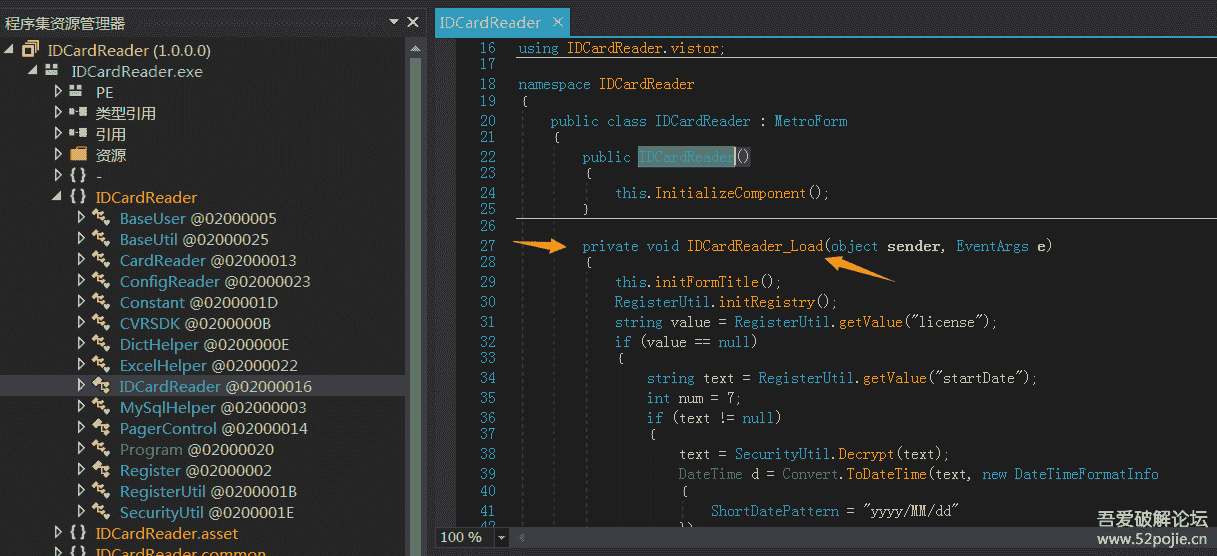 程序集资源管理器
IDCardReader (1.0.0.0)
IDCardReader.exe
PE
类型引用
引用
资源
{ } -
{ } IDCardReader
BaseUser @02000005
BaseUtil @02000025
CardReader @02000013
ConfigReader @02000023
Constant @0200001D
CVRSDK @0200000B
DictHelper @0200000E
ExcelHelper @02000022
IDCardReader @02000016
MySqlHelper @02000003
PagerControl @02000014
Program @02000020
Register @02000002
RegisterUtil @0200001B
SecurityUtil @0200001E
{ } IDCardReader.asset
{ } IDCardReader.common
IDCardReader
16 using IDCardReader.vistor;
17
18 namespace IDCardReader
19 {
20 public class IDCardReader : MetroForm
21 {
22 public IDCardReader()
23 {
24 this.InitializeComponent();
25 }
26
27 private void IDCardReader_Load(object sender, EventArgs e)
28 {
29 this.initFormTitle();
30 RegisterUtil.initRegistry();
31 string value = RegisterUtil.getValue("license");
32 if (value == null)
33 {
34 string text = RegisterUtil.getValue("startDate");
35 int num = 7;
36 if (text != null)
37 {
38 text = SecurityUtil.Decrypt(text);
39 DateTime d = Convert.ToDateTime(text, new DateTimeFormatInfo
40 {
41 ShortDatePattern = "yyyy/MM/dd"
42 });
100 %
吾爱破解论坛
www.52pojie.cn